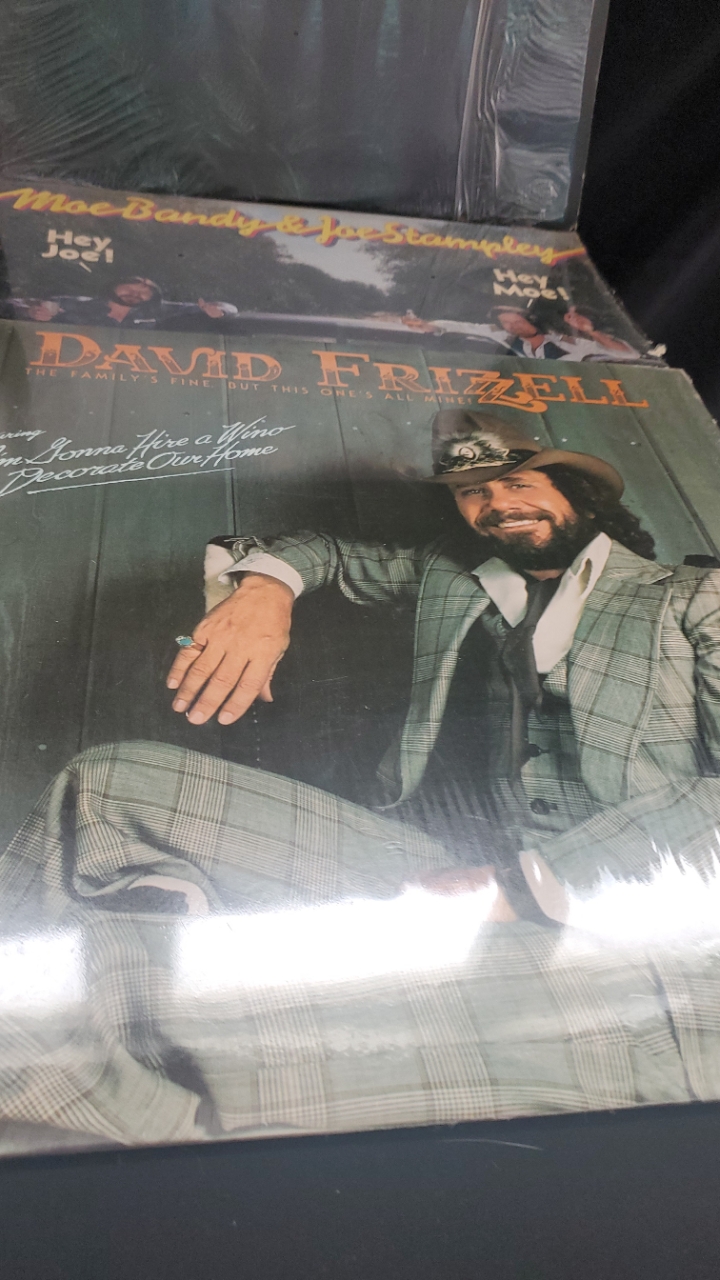 Moe Bandy & Joe Stampley
Hey,
Joe!
Hey
Moe!
DAVID FRIZZELL
THE FAMILY'S FINE, BUT THIS ONE'S ALL MINE!
Gonna Hire a Wino
Decorate Our Home